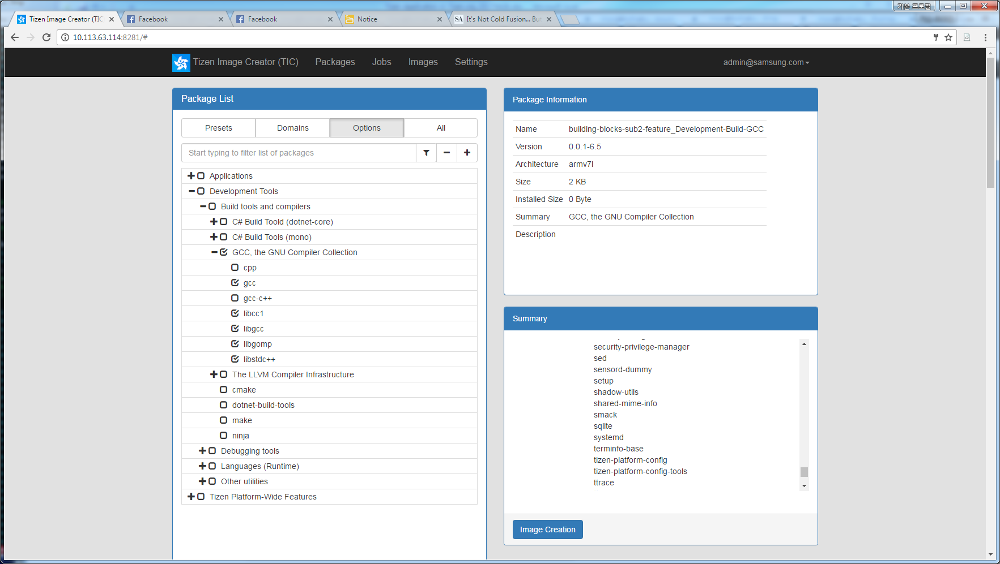 기본 프로필
Tizen Image Creator (TIC
Facebook
Facebook
Notice
SA It's Not Cold Fusion... Bu
10.113.63.114:8281/#
Tizen Image Creator (TIC)
Packages
Jobs
Images
Settings
admin@samsung.com
Package List
Presets
Domains
Options
All
Start typing to filter list of packages
Applications
Development Tools
Build tools and compilers
C# Build Toold (dotnet-core)
C# Build Tools (mono)
GCC, the GNU Compiler Collection
cpp
gcc
gcc-c++
libcc1
libgcc
libgomp
libstdc++
The LLVM Compiler Infrastructure
cmake
dotnet-build-tools
make
ninja
Debugging tools
Languages (Runtime)
Other utilities
Tizen Platform-Wide Features
Package Information
Name building-blocks-sub2-feature_Development-Build-GCC
Version 0.0.1-6.5
Architecture armv7l
Size 2 KB
Installed Size 0 Byte
Summary GCC, the GNU Compiler Collection
Description
Summary
security-privilege-manager
sed
sensord-dummy
setup
shadow-utils
shared-mime-info
smack
sqlite
systemd
terminfo-base
tizen-platform-config
tizen-platform-config-tools
ttrace
Image Creation